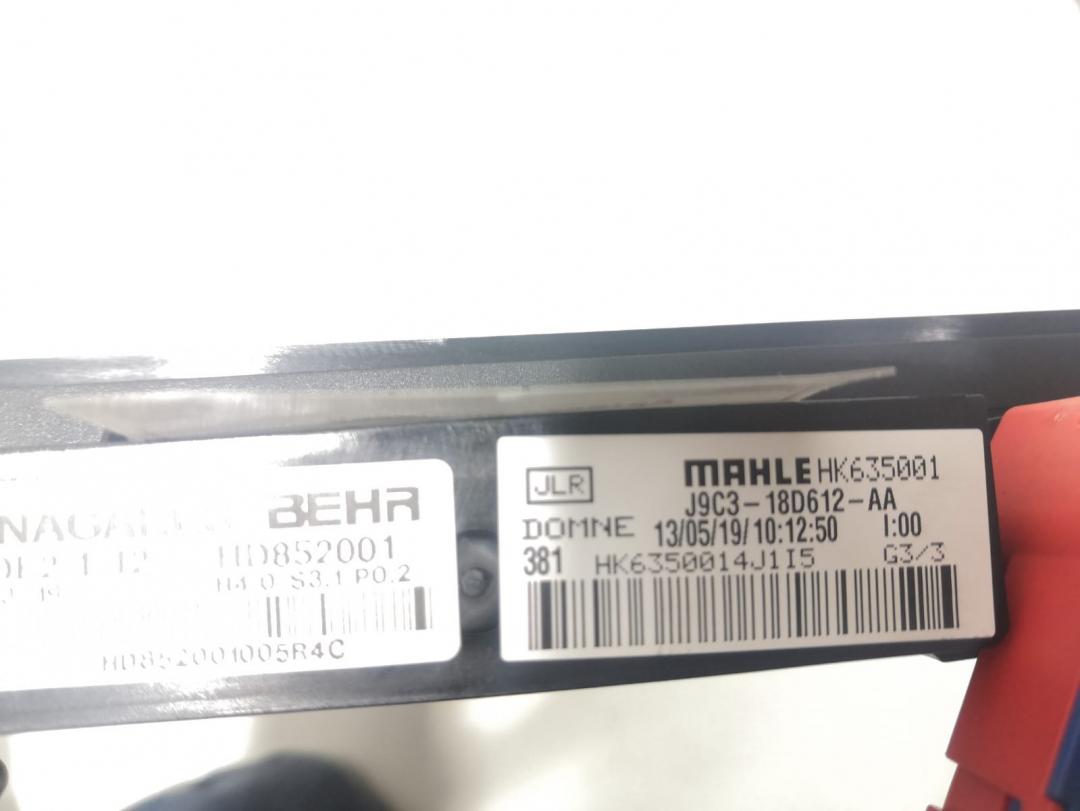 BEHR
HD852001
H4.0 S3.1 P0.2
HD852001005R4C
JLR
MAHLE HK635001
J9C3-18D612-AA
DOMNE 13/05/19/10:12:50 I:00
381 HK6350014J1I5 G3/3